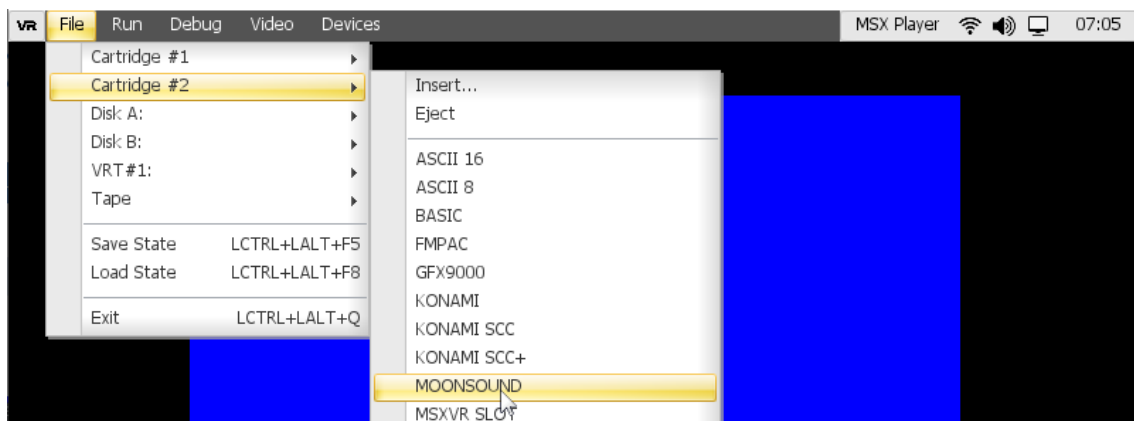 VR File Run Debug Video Devices MSX Player 07:05
Cartridge #1
Cartridge #2
Disk A:
Disk B:
VRT#1:
Tape
Save State LCTRL+LALT+F5
Load State LCTRL+LALT+F8
Exit LCTRL+LALT+Q
Insert...
Eject
ASCII 16
ASCII 8
BASIC
FMPAC
GFX9000
KONAMI
KONAMI SCC
KONAMI SCC+
MOONSOUND
MSXVR SLOT